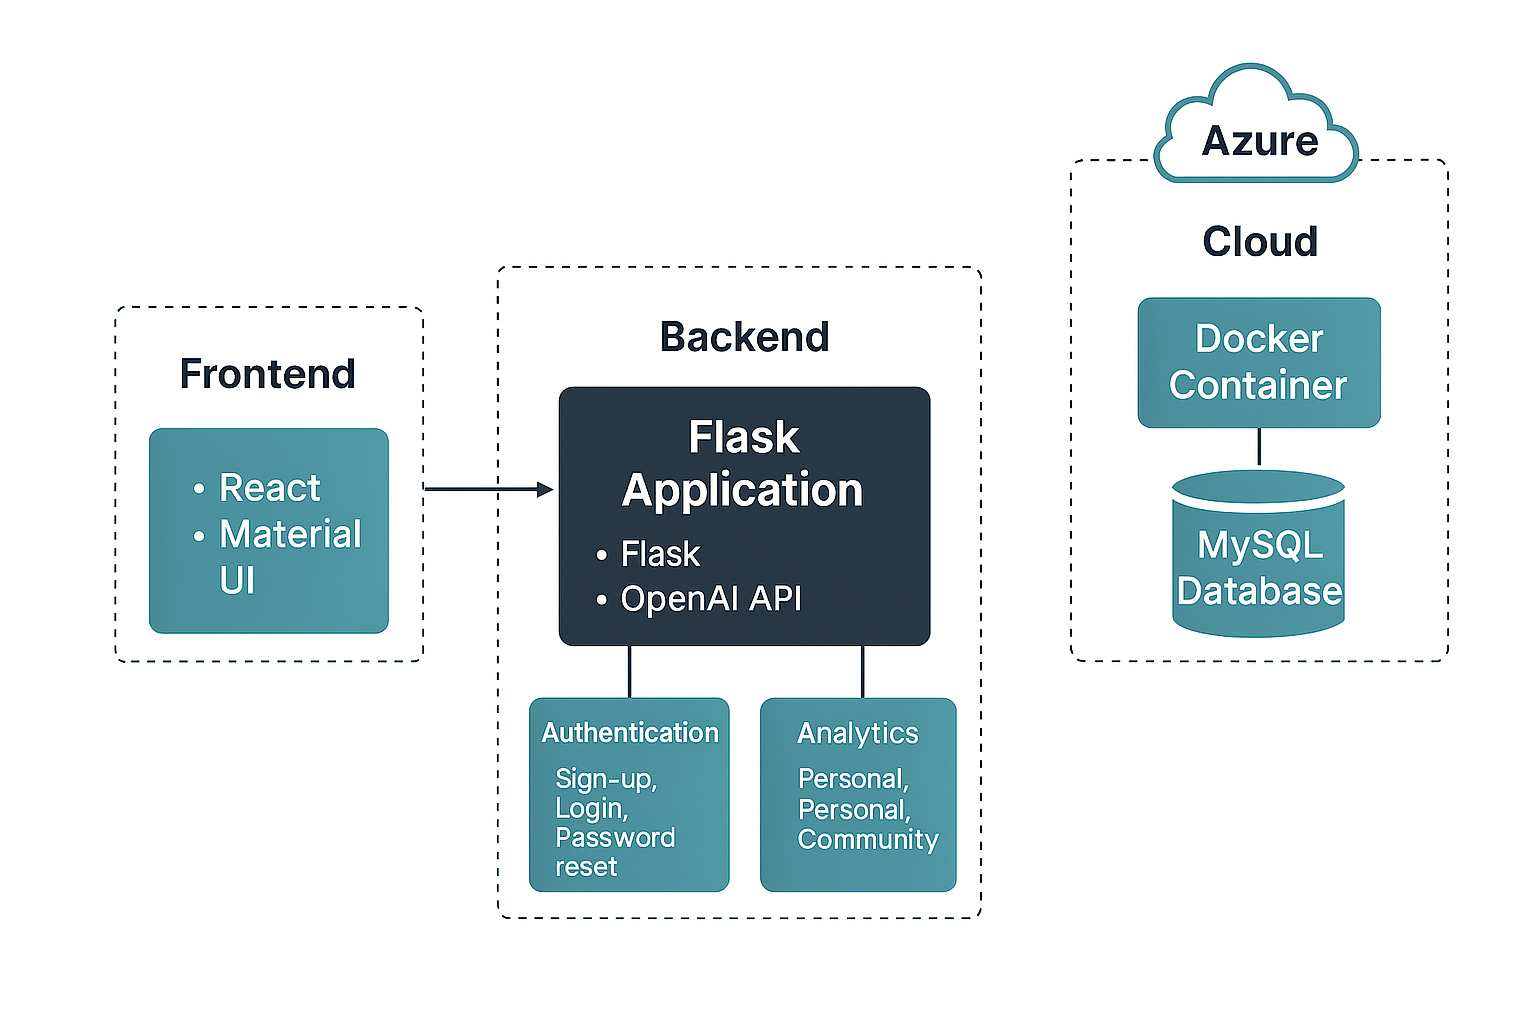 Frontend
• React
• Material
UI
Backend
Flask
Application
• Flask
• OpenAI API
Authentication
Sign-up,
Login,
Password
reset
Analytics
Personal,
Personal,
Community
Azure
Cloud
Docker
Container
MySQL
Database